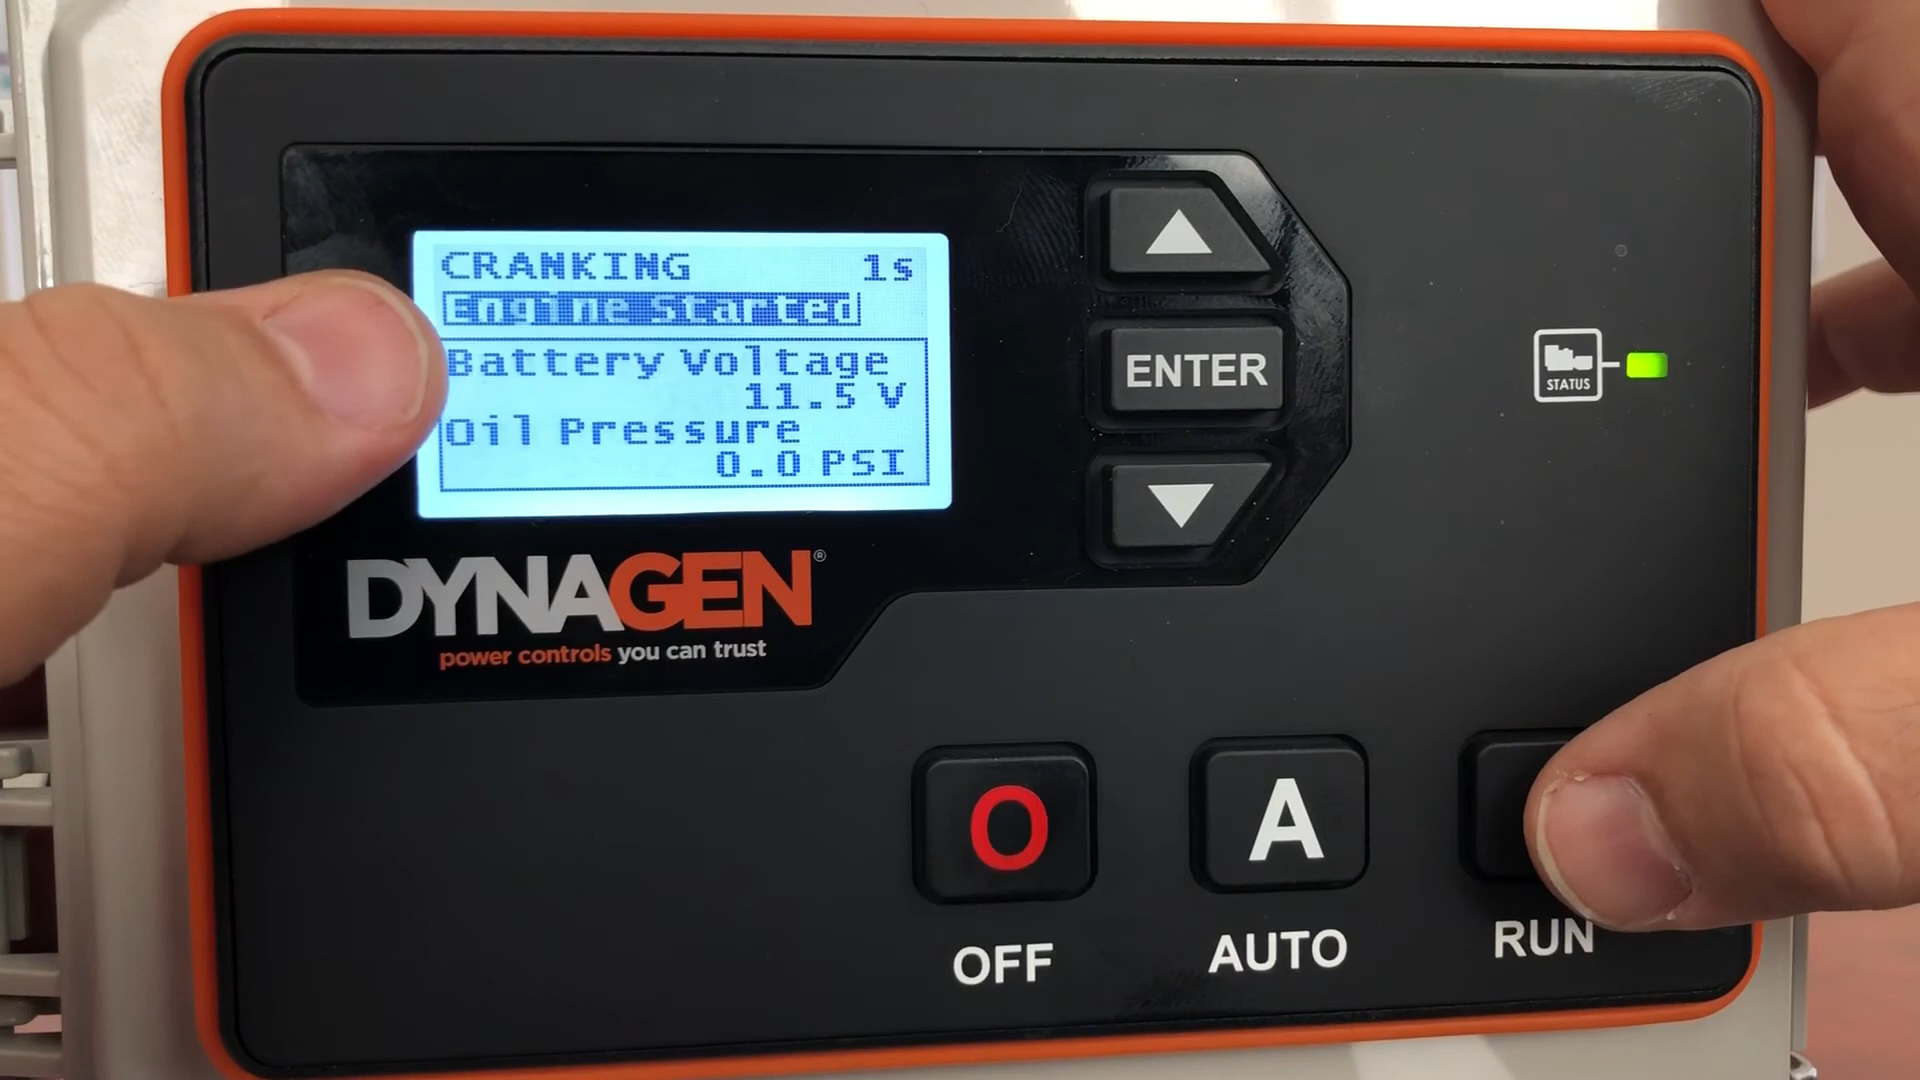 CRANKING 1s
Engine Started
Battery Voltage
11.5 V
Oil Pressure
0.0 PSI
ENTER
STATUS
DYNAGEN®
power controls you can trust
O
A
OFF
AUTO
RUN